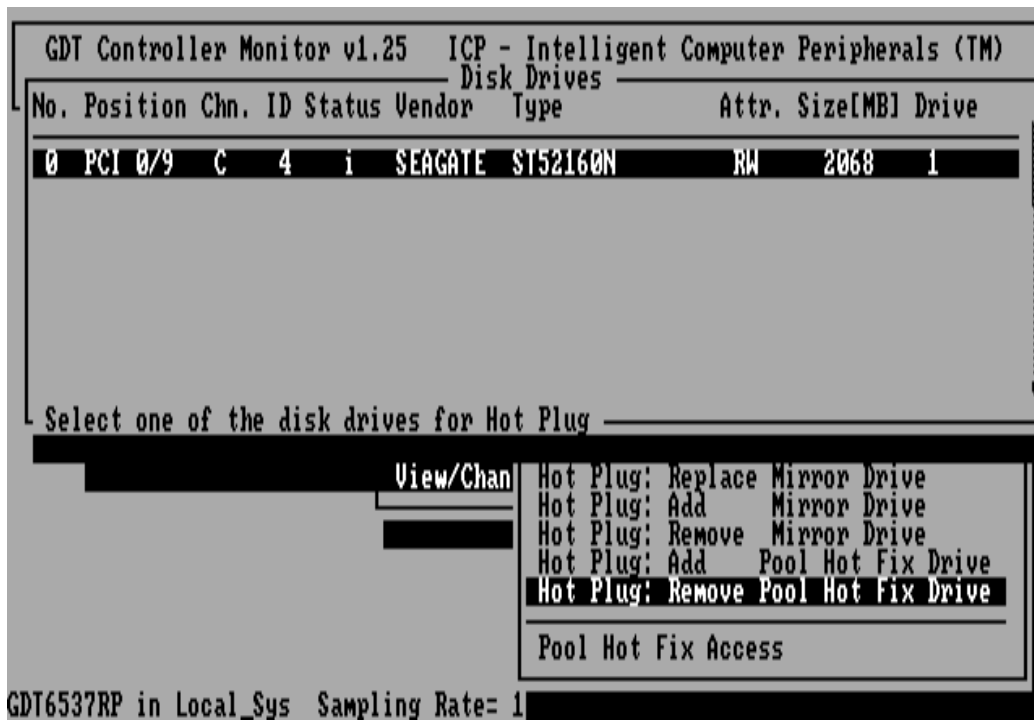 GDT Controller Monitor v1.25 ICP - Intelligent Computer Peripherals (TM)
Disk Drives
No. Position Chn. ID Status Vendor Type Attr. Size[MB] Drive
0 PCI 0/9 C 4 i SEAGATE ST52160N RW 2068 1
Select one of the disk drives for Hot Plug
View/Chan
Hot Plug: Replace Mirror Drive
Hot Plug: Add Mirror Drive
Hot Plug: Remove Mirror Drive
Hot Plug: Add Pool Hot Fix Drive
Hot Plug: Remove Pool Hot Fix Drive
Pool Hot Fix Access
GDT6537RP in Local_Sys Sampling Rate= 1